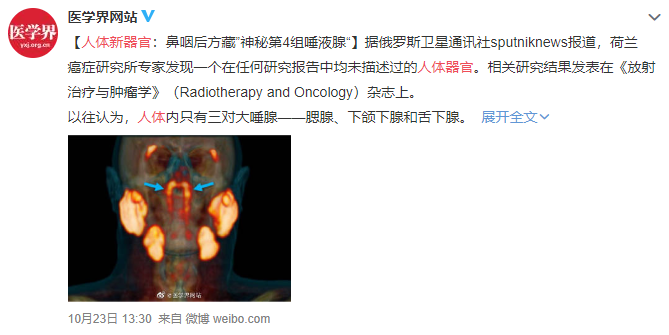 医学界
yxj.org.cn
医学界网站
【人体新器官：鼻咽后方藏"神秘第4组唾液腺"】据俄罗斯卫星通讯社sputniknews报道，荷兰
癌症研究所专家发现一个在任何研究报告中均未描述过的人体器官。相关研究结果发表在《放射
治疗与肿瘤学》（Radiotherapy and Oncology）杂志上。
以往认为，人体内只有三对大唾腺——腮腺、下颌下腺和舌下腺。 展开全文
@医学界网站
10月23日 13:30 来自 微博 weibo.com